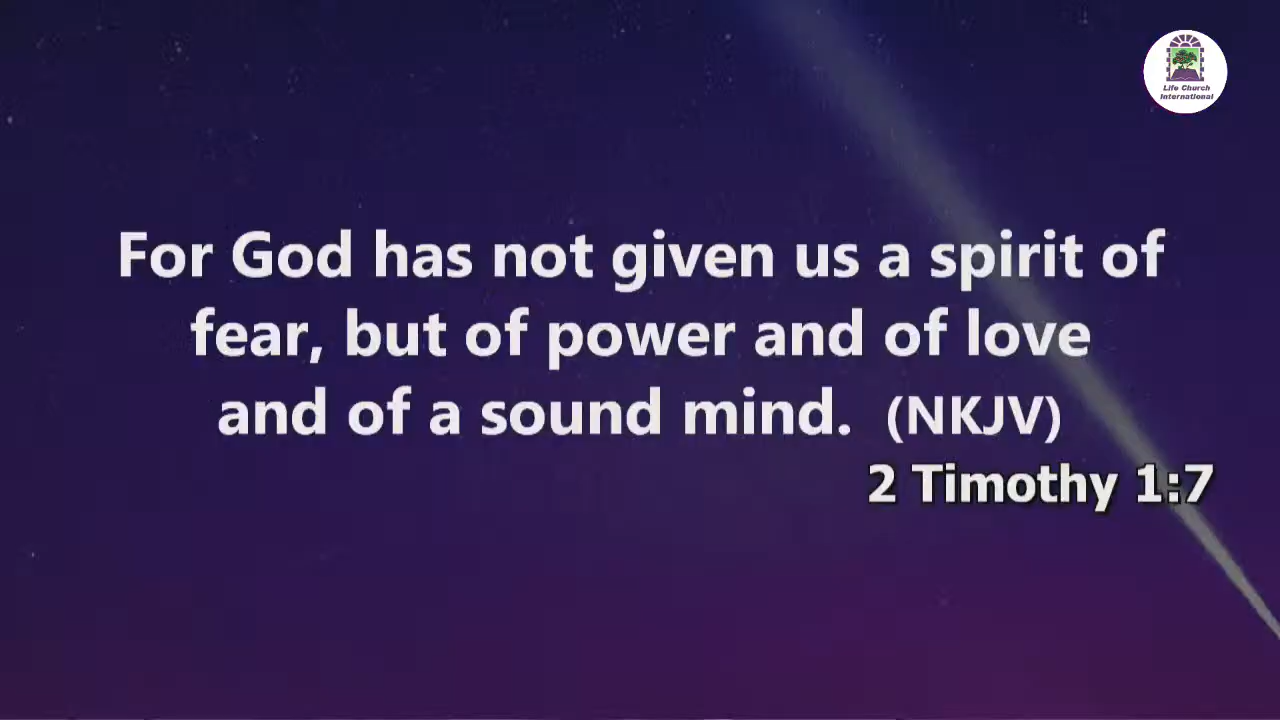 Life Church
International
For God has not given us a spirit of
fear, but of power and of love
and of a sound mind. (NKJV)
2 Timothy 1:7